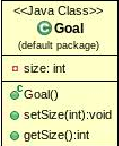 <<Java Class>>
C Goal
(default package)
size: int
C Goal()
setSize(int):void
getSize():int